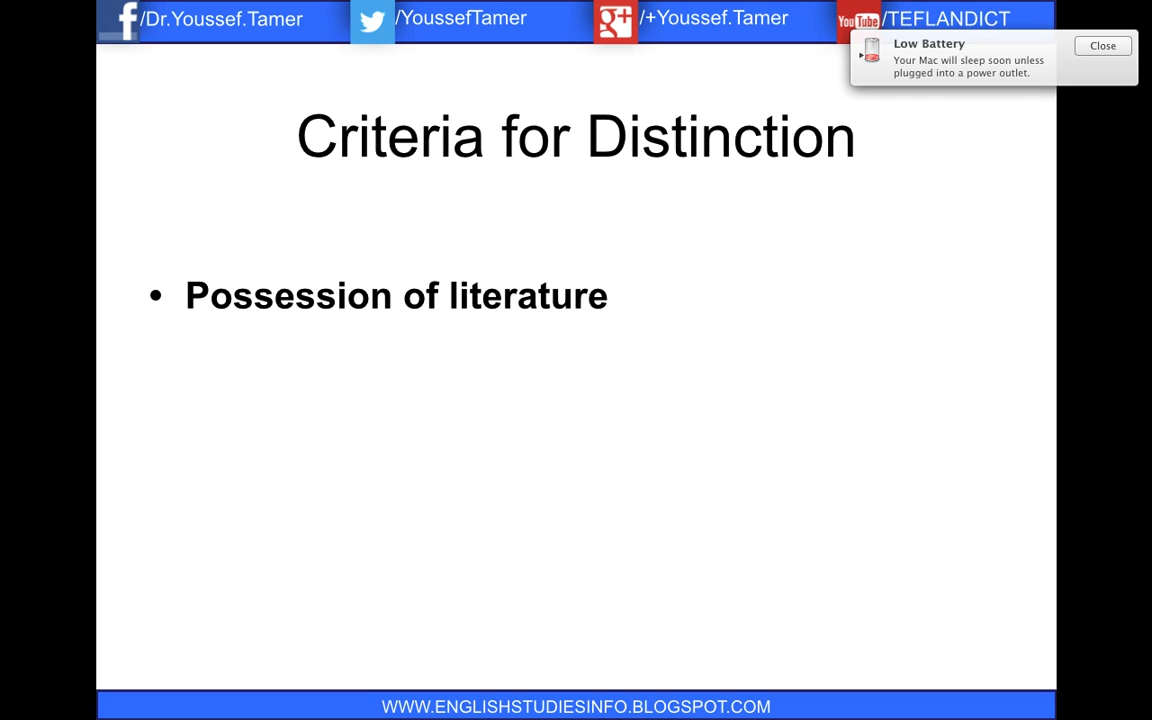 /Dr.Youssef.Tamer
/YoussefTamer
/+Youssef.Tamer
YouTube /TEFLANDICT
Low Battery
Your Mac will sleep soon unless
plugged into a power outlet.
Close
Criteria for Distinction
• Possession of literature
WWW.ENGLISHSTUDIESINFO.BLOGSPOT.COM